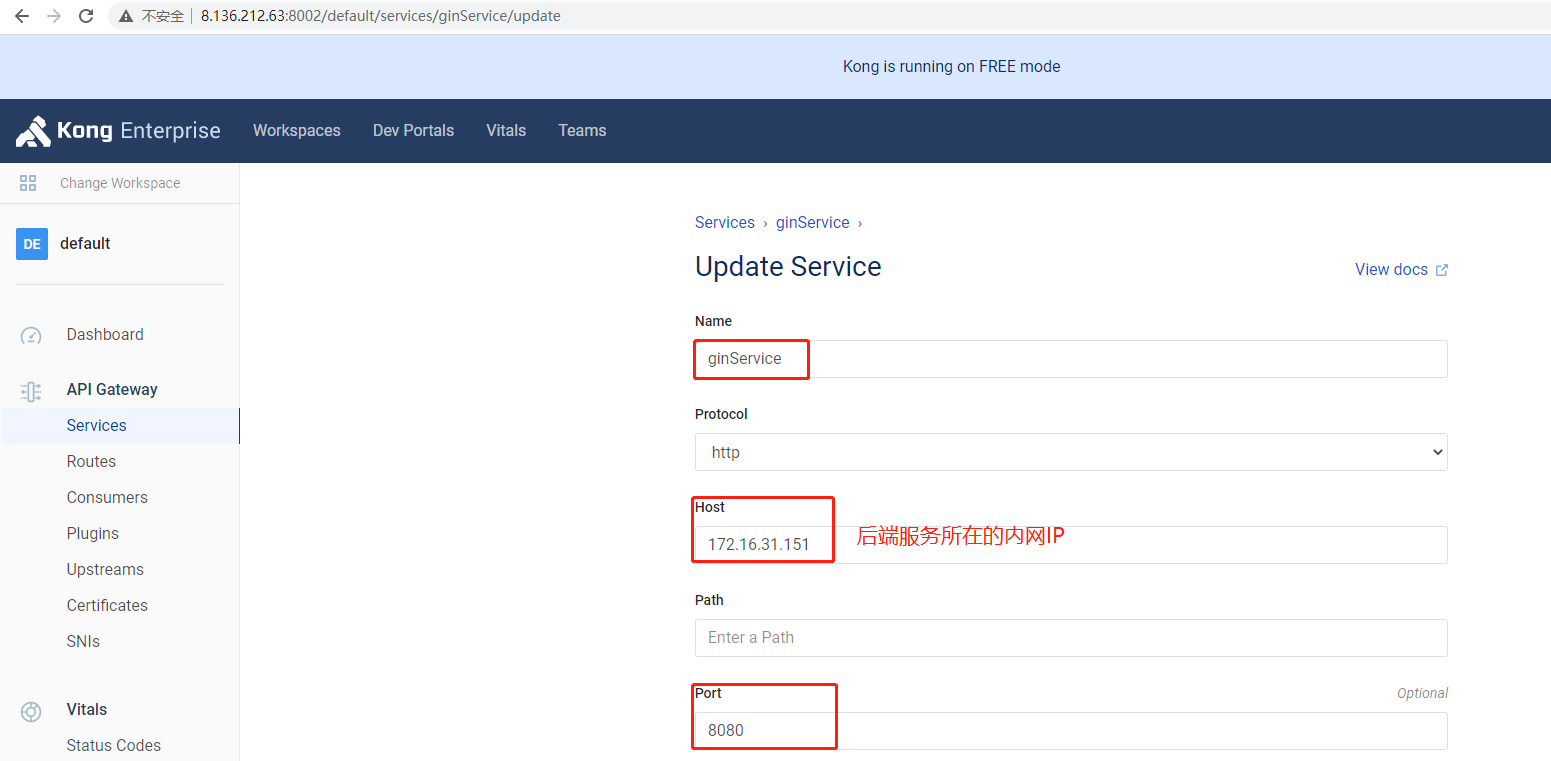 不安全 8.136.212.63:8002/default/services/ginService/update
Kong is running on FREE mode
Kong Enterprise Workspaces Dev Portals Vitals Teams
Change Workspace
DE default
Dashboard
API Gateway
Services
Routes
Consumers
Plugins
Upstreams
Certificates
SNIs
Vitals
Status Codes
Services › ginService ›
Update Service
View docs
Name
ginService
Protocol
http
Host
172.16.31.151
后端服务所在的内网IP
Path
Enter a Path
Port
Optional
8080